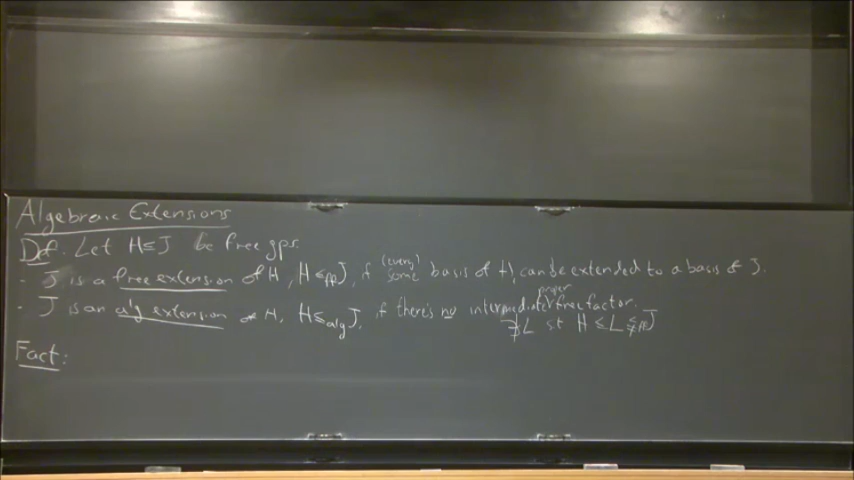 Algebraic Extensions
Def. Let H≤J be free gps.
(every)
· J is a free extension of H, H≤ff J, if some basis of H can be extended to a basis of J.
proper
· J is an alg extension of H, H≤alg J, if there's no intermediate free factor.
∄L st H≤L≨ff J
Fact: